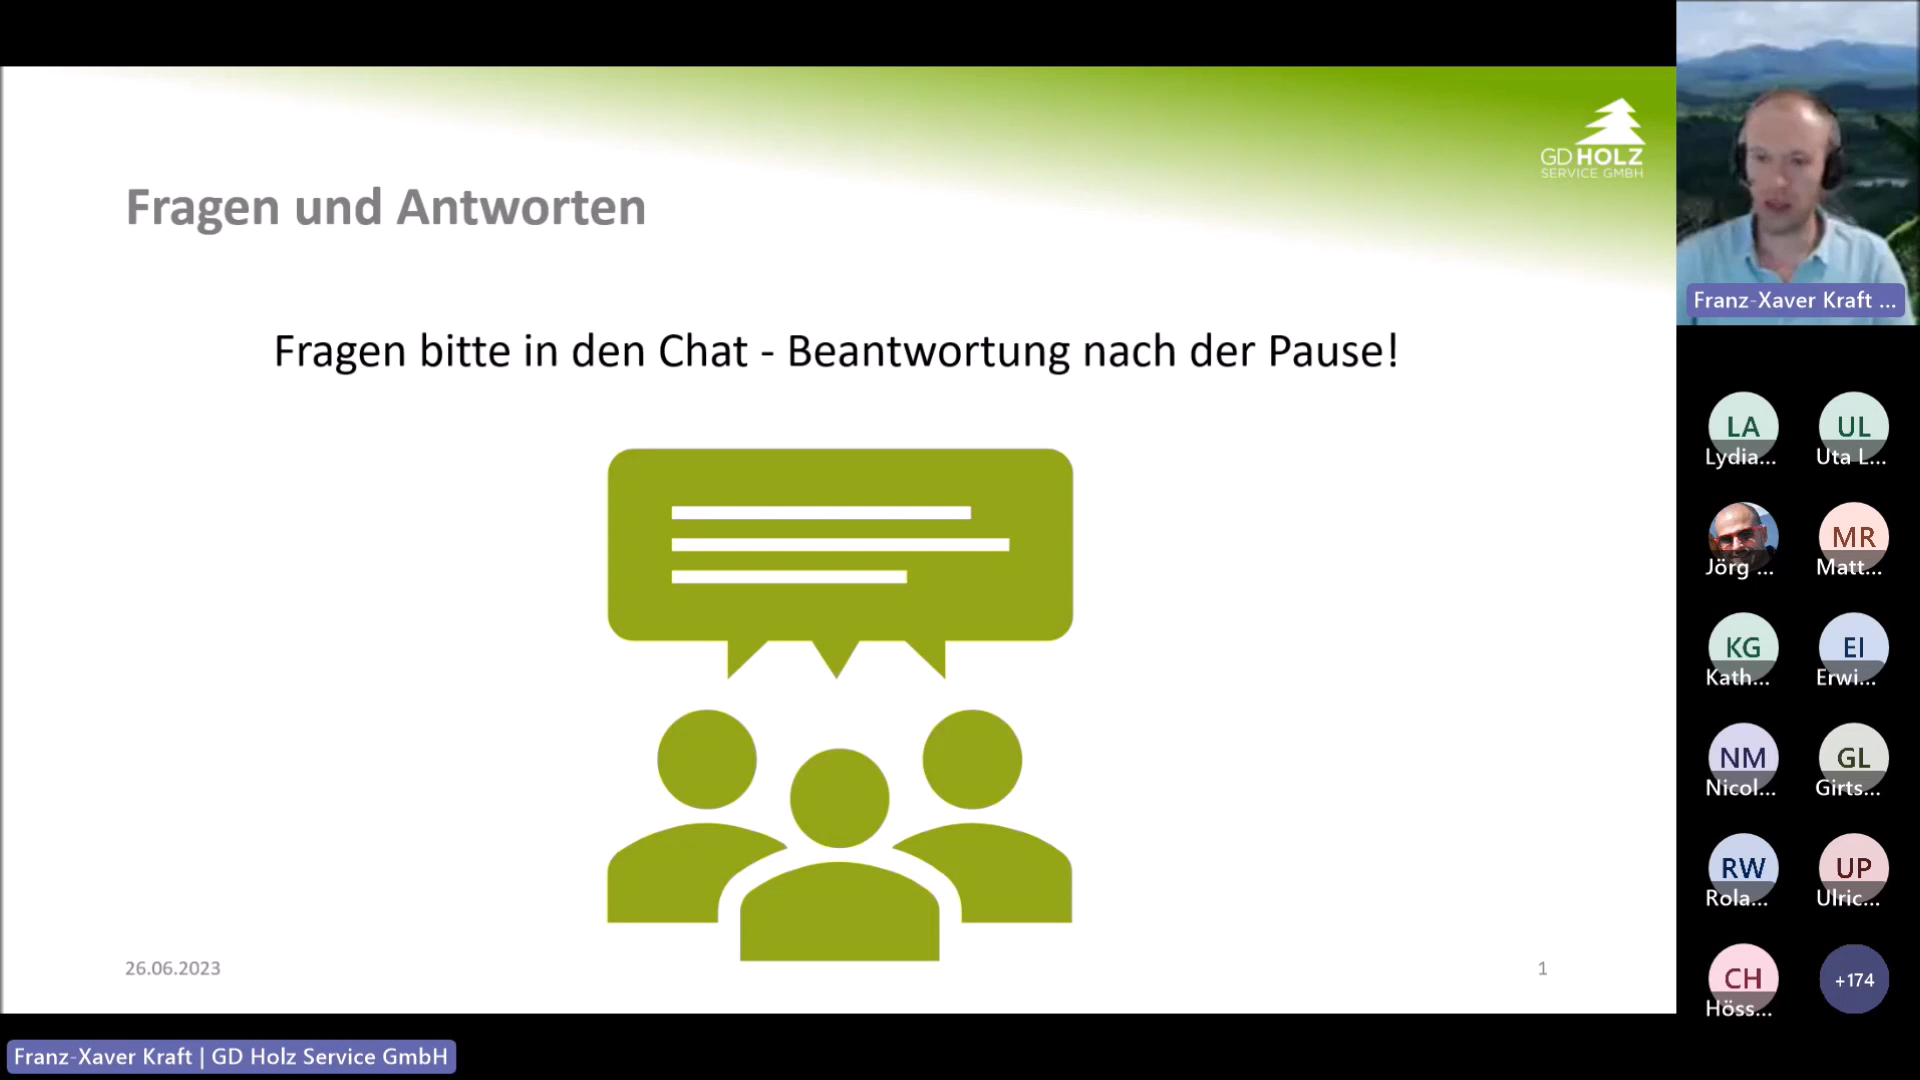 GD HOLZ
SERVICE GMBH
Fragen und Antworten
Fragen bitte in den Chat - Beantwortung nach der Pause!
26.06.2023
1
Franz-Xaver Kraft ...
LA
Lydia...
UL
Uta L...
Jörg ...
MR
Matt...
KG
Kath...
EI
Erwi...
NM
Nicol...
GL
Girts...
RW
Rola...
UP
Ulric...
CH
Höss...
+174
Franz-Xaver Kraft | GD Holz Service GmbH